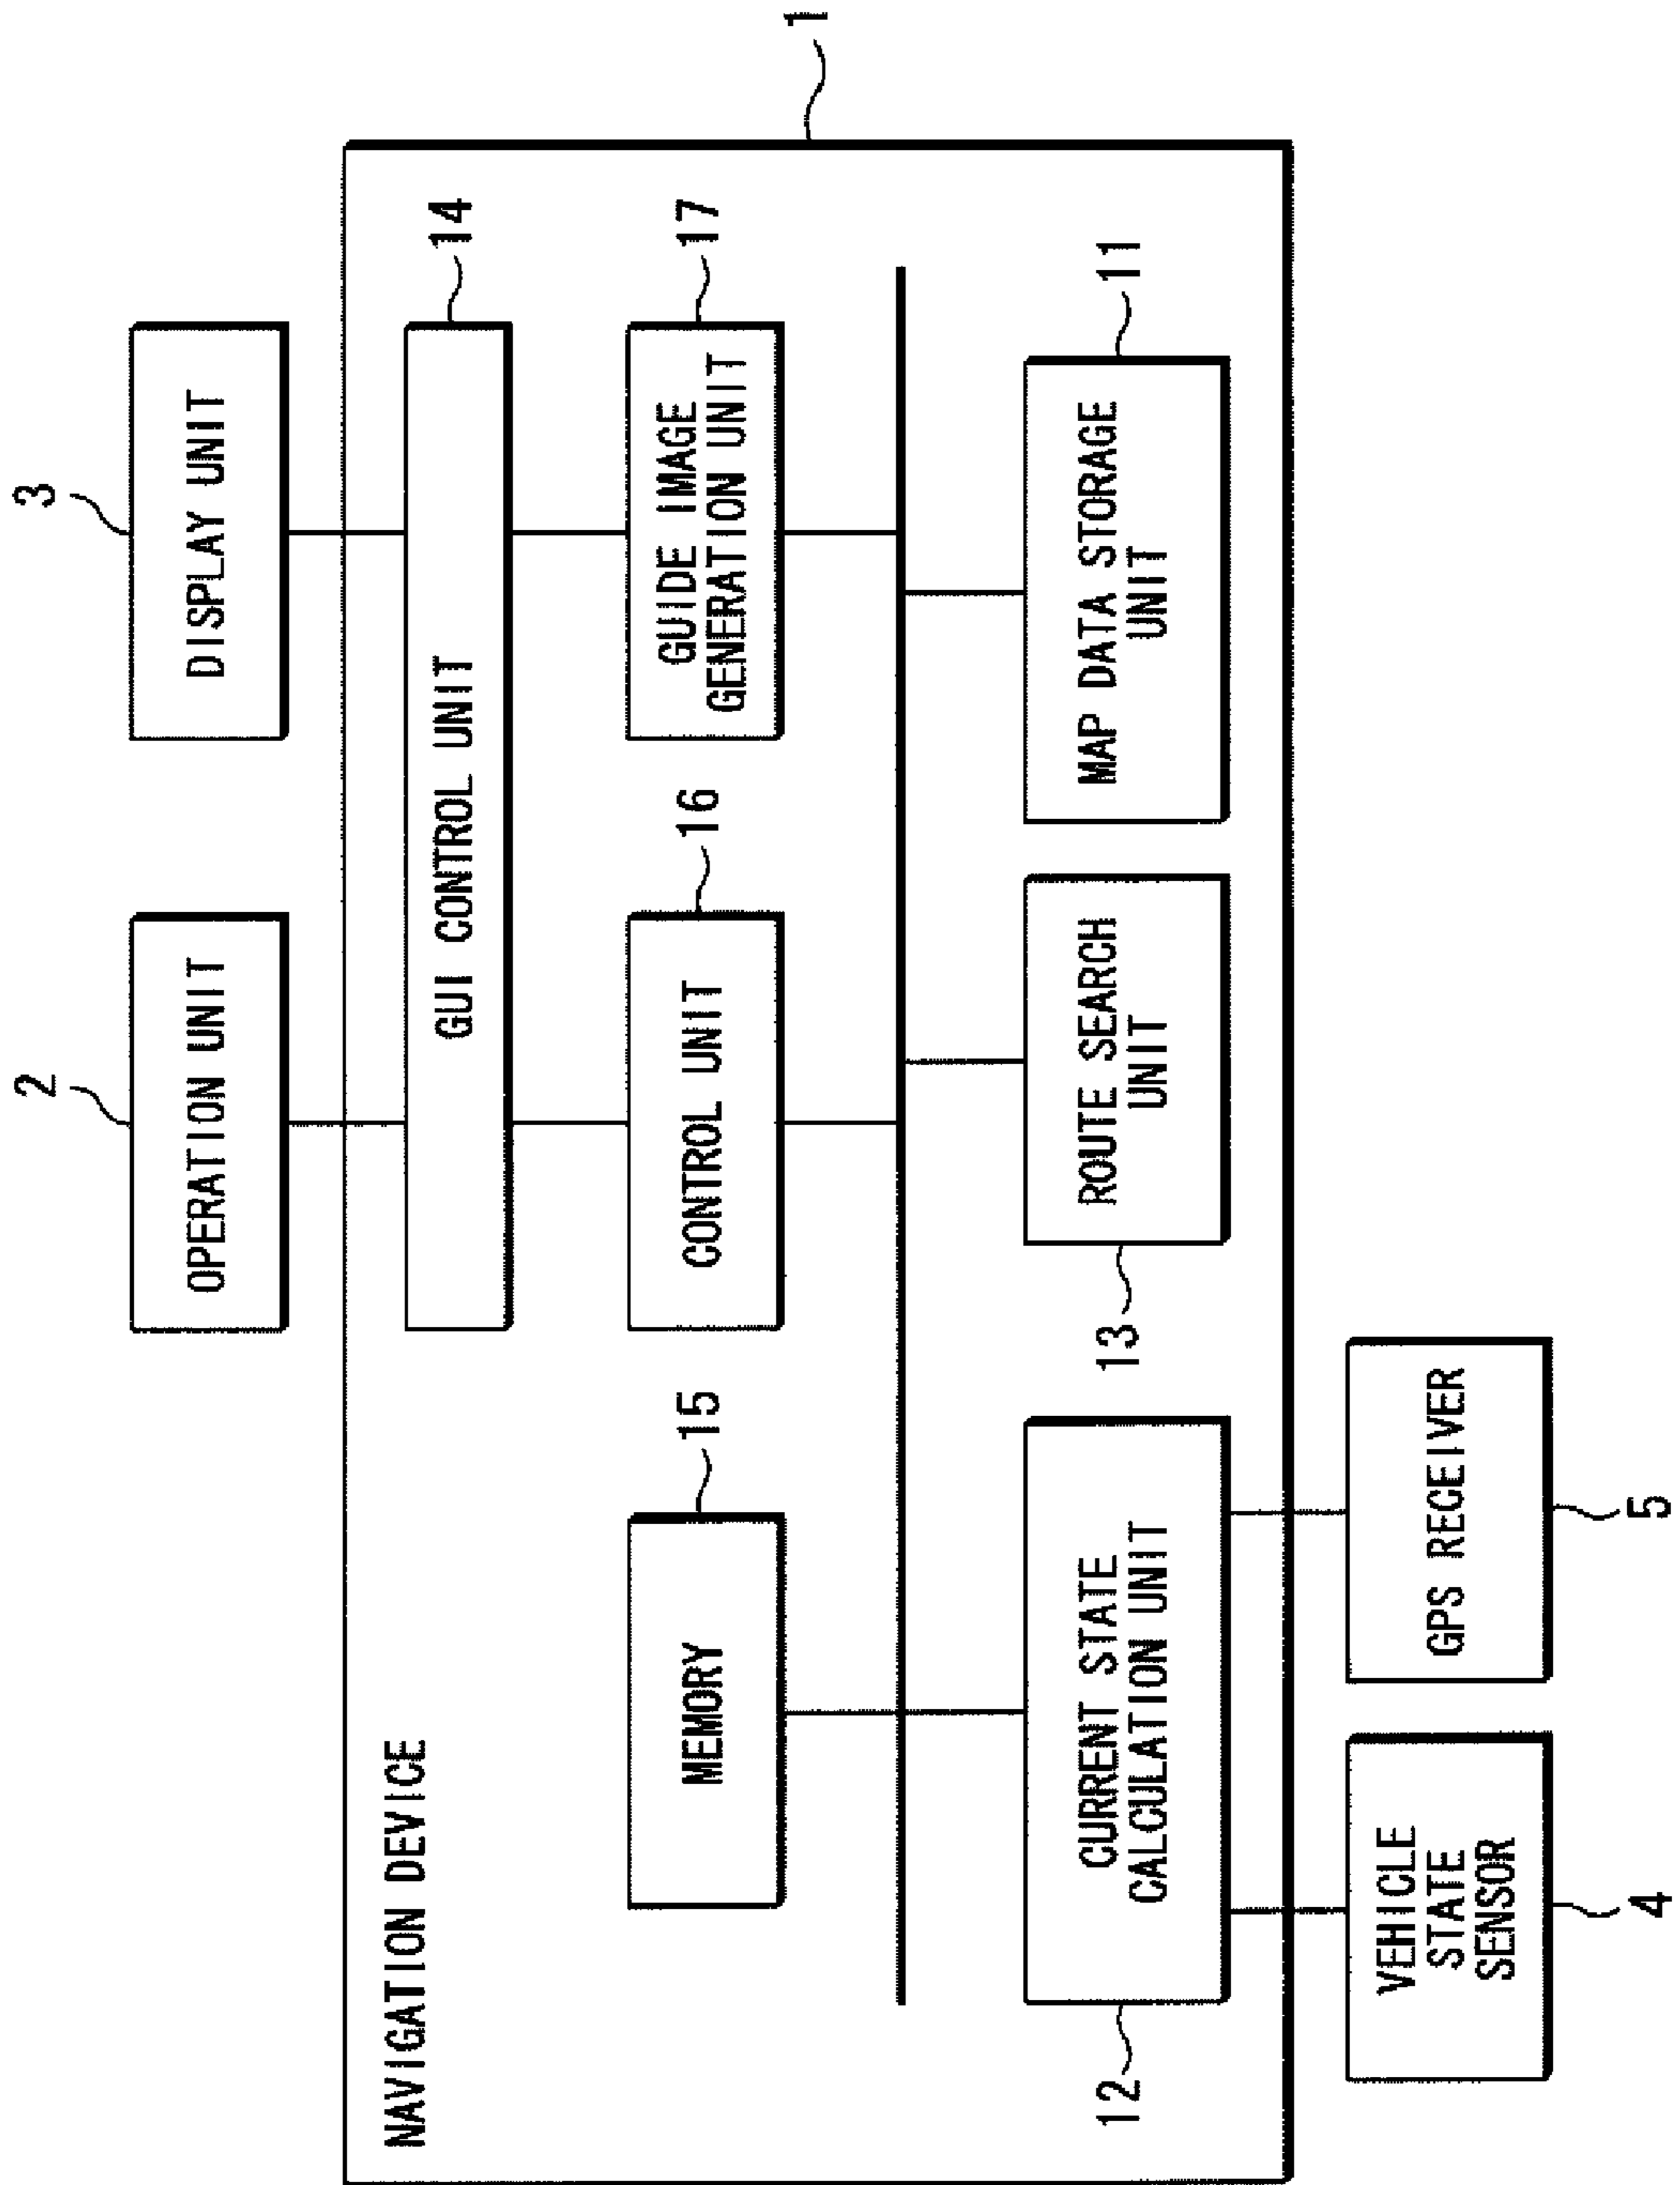 2
3
OPERATION UNIT
DISPLAY UNIT
NAVIGATION DEVICE
1
GUI CONTROL UNIT
14
15
16
17
MEMORY
CONTROL UNIT
GUIDE IMAGE
GENERATION UNIT
12
CURRENT STATE
CALCULATION UNIT
13
ROUTE SEARCH
UNIT
11
MAP DATA STORAGE
UNIT
VEHICLE
STATE
SENSOR
GPS RECEIVER
4
5